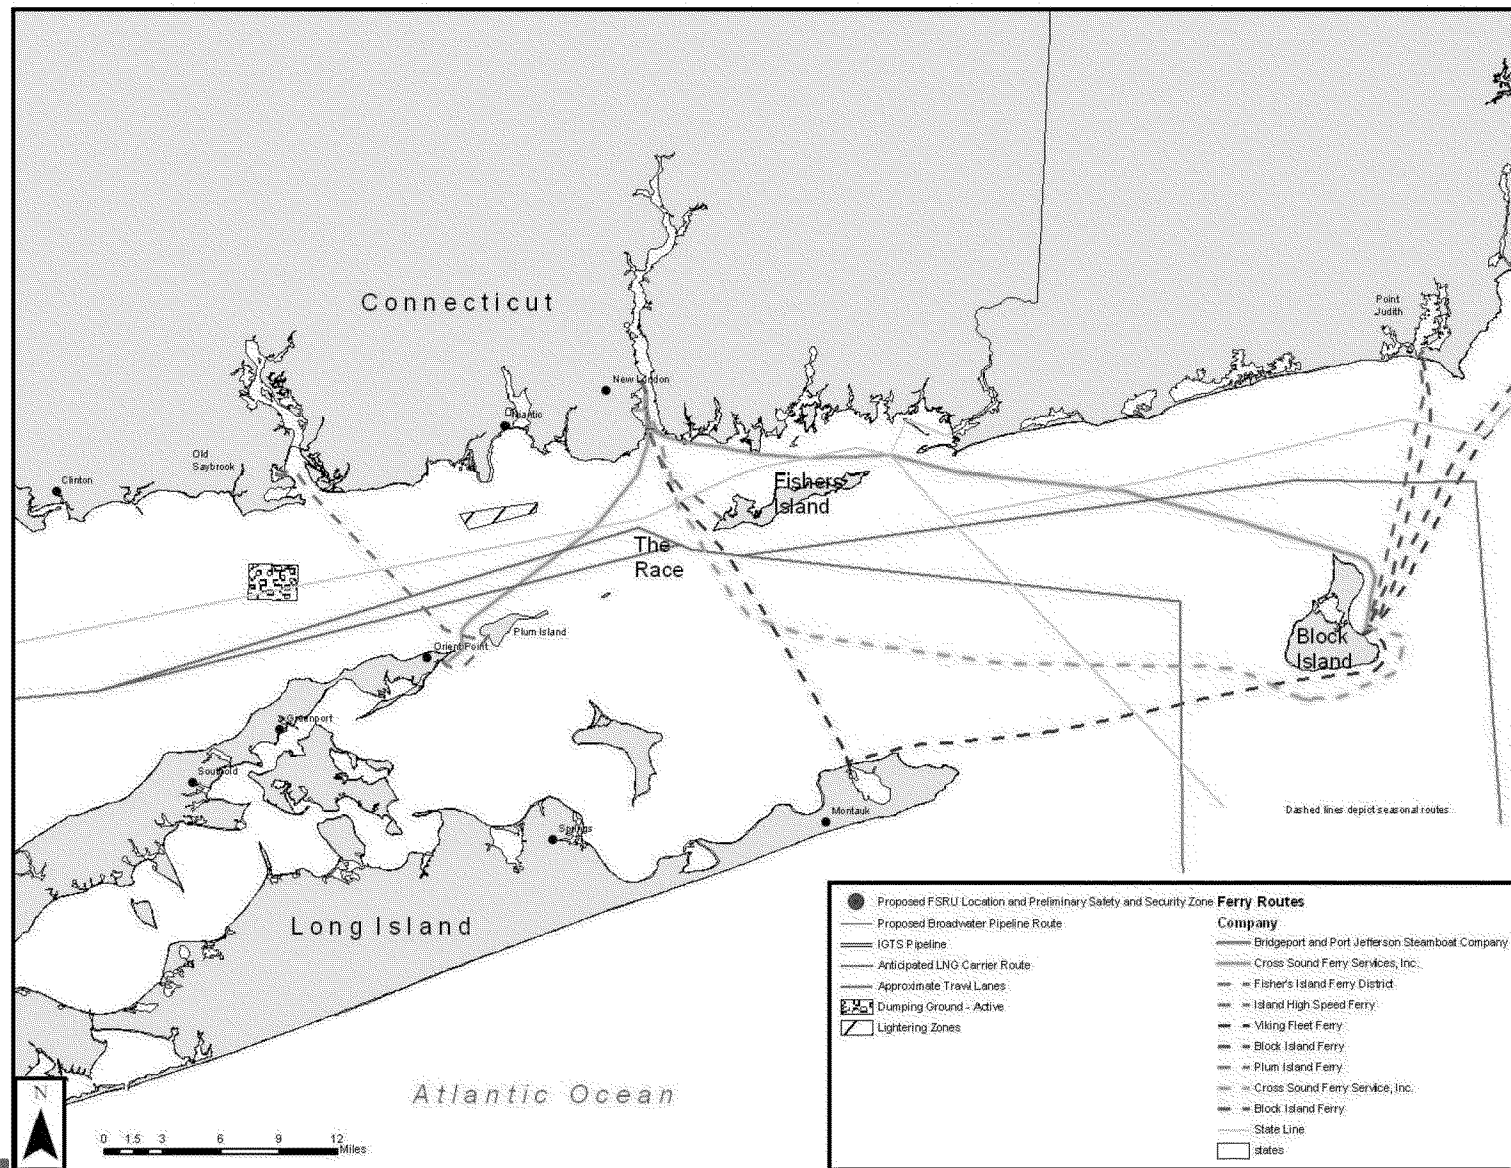 Connecticut
Point
Judith
New London
Niantic
Old
Saybrook
Clinton
Fishers
Island
The
Race
Plum Island
Orient Point
Block
Island
Greenport
Southold
Springs
Montauk
Dashed lines depict seasonal routes
Long Island
Atlantic Ocean
N
0 1.5 3 6 9 12
Miles
Proposed FSRU Location and Preliminary Safety and Security Zone
Proposed Broadwater Pipeline Route
IGTS Pipeline
Anticipated LNG Carrier Route
Approximate Trawl Lanes
Dumping Ground - Active
Lightering Zones
Ferry Routes
Company
Bridgeport and Port Jefferson Steamboat Company
Cross Sound Ferry Services, Inc.
Fisher's Island Ferry District
Island High Speed Ferry
Viking Fleet Ferry
Block Island Ferry
Plum Island Ferry
Cross Sound Ferry Service, Inc.
Block Island Ferry
State Line
states